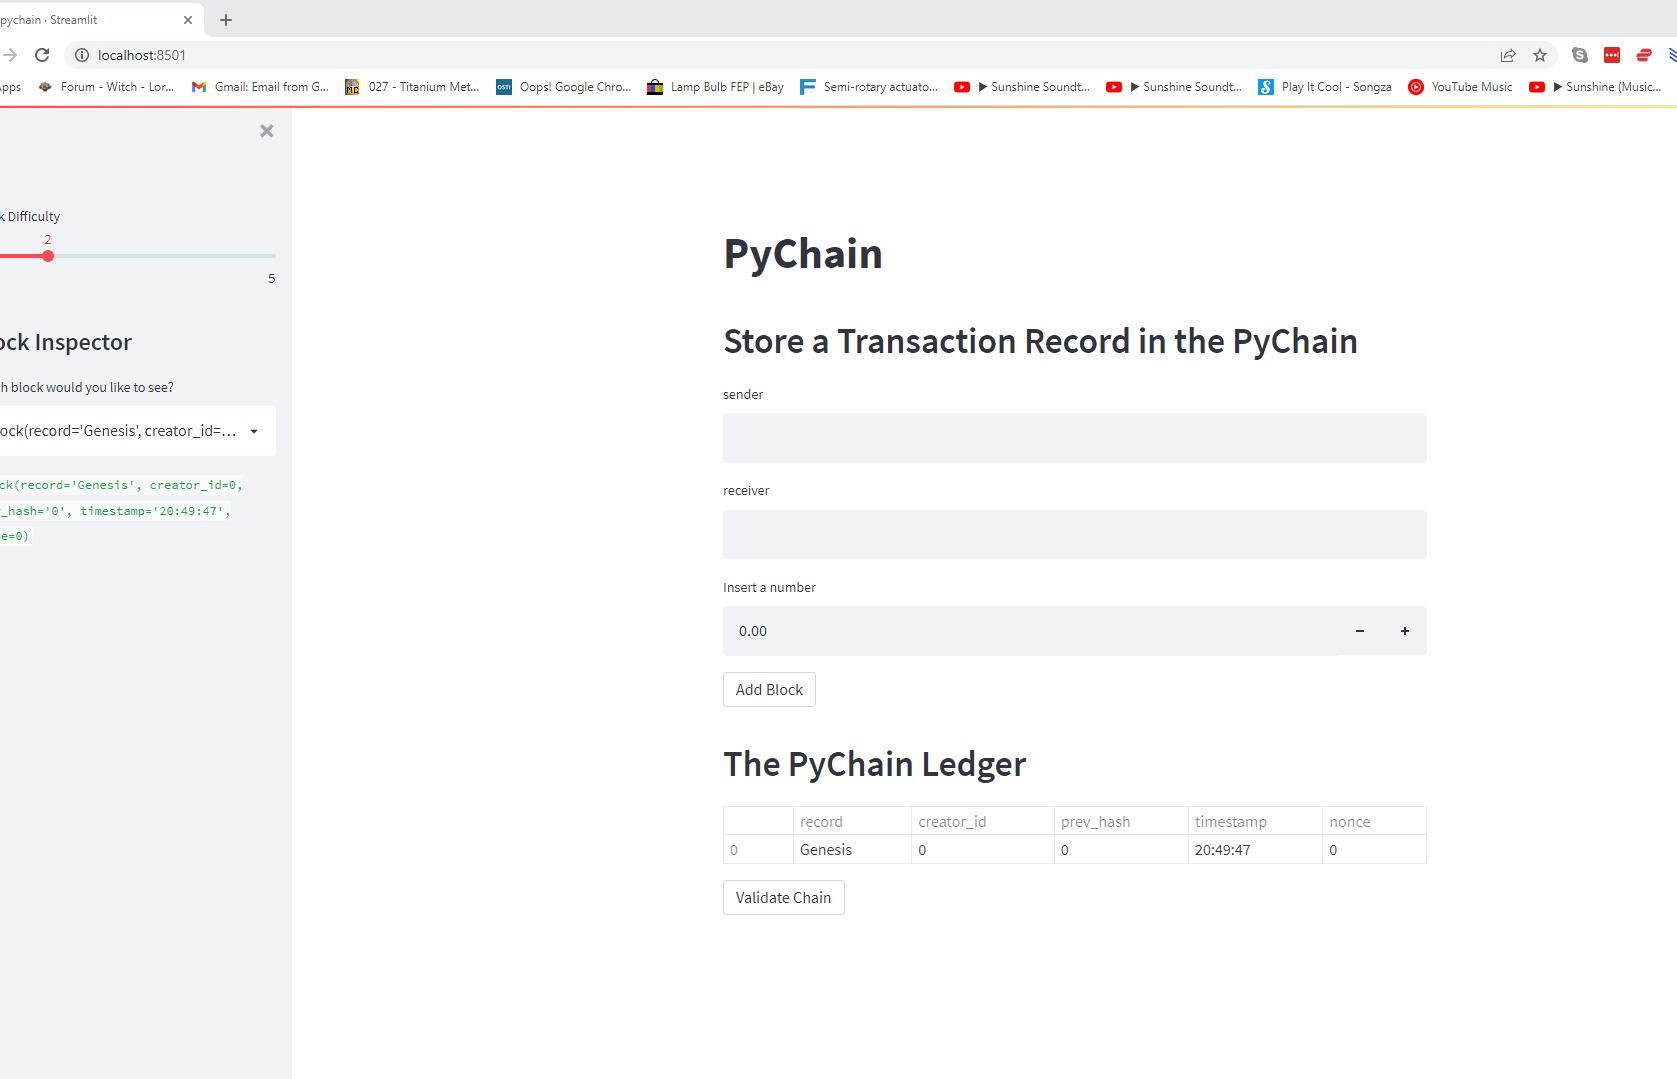 pychain · Streamlit
localhost:8501
pps
Forum - Witch - Lor...
Gmail: Email from G...
027 - Titanium Met...
OSTI
Oops! Google Chro...
Lamp Bulb FEP | eBay
Semi-rotary actuato...
▶ Sunshine Soundt...
▶ Sunshine Soundt...
Play It Cool - Songza
YouTube Music
▶ Sunshine (Music...
k Difficulty
2
5
ock Inspector
h block would you like to see?
ock(record='Genesis', creator_id=...
ck(record='Genesis', creator_id=0,
_hash='0', timestamp='20:49:47',
e=0)
PyChain
Store a Transaction Record in the PyChain
sender
receiver
Insert a number
0.00
Add Block
The PyChain Ledger
record creator_id prev_hash timestamp nonce
0 Genesis 0 0 20:49:47 0
Validate Chain